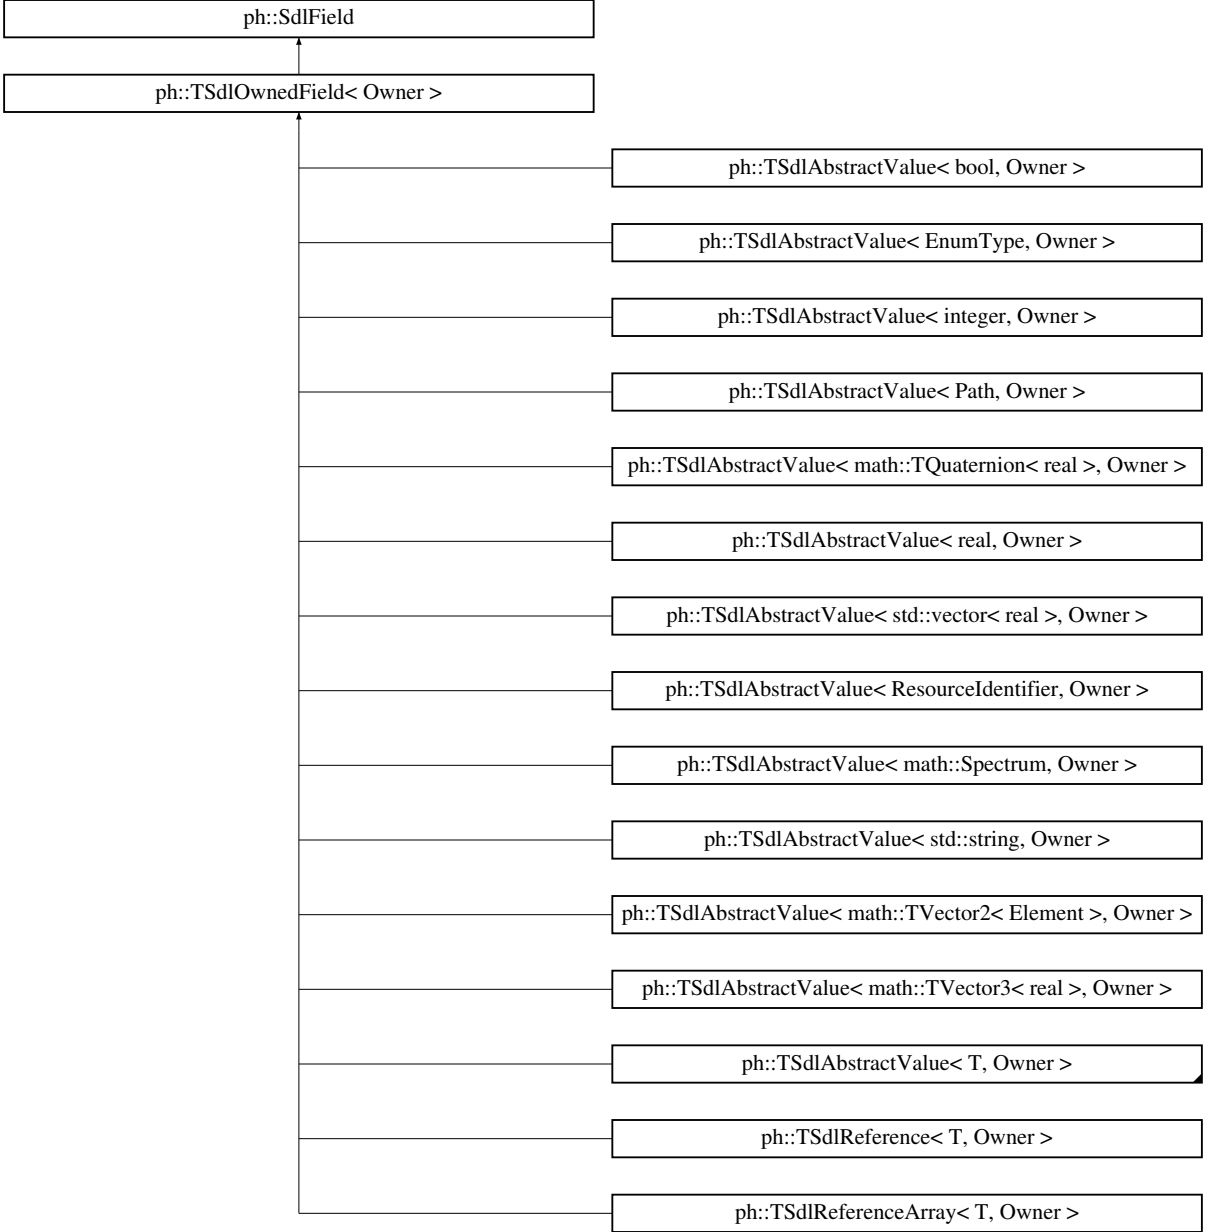 ph::SdlField
ph::TSdlOwnedField< Owner >
ph::TSdlAbstractValue< bool, Owner >
ph::TSdlAbstractValue< EnumType, Owner >
ph::TSdlAbstractValue< integer, Owner >
ph::TSdlAbstractValue< Path, Owner >
ph::TSdlAbstractValue< math::TQuaternion< real >, Owner >
ph::TSdlAbstractValue< real, Owner >
ph::TSdlAbstractValue< std::vector< real >, Owner >
ph::TSdlAbstractValue< ResourceIdentifier, Owner >
ph::TSdlAbstractValue< math::Spectrum, Owner >
ph::TSdlAbstractValue< std::string, Owner >
ph::TSdlAbstractValue< math::TVector2< Element >, Owner >
ph::TSdlAbstractValue< math::TVector3< real >, Owner >
ph::TSdlAbstractValue< T, Owner >
ph::TSdlReference< T, Owner >
ph::TSdlReferenceArray< T, Owner >